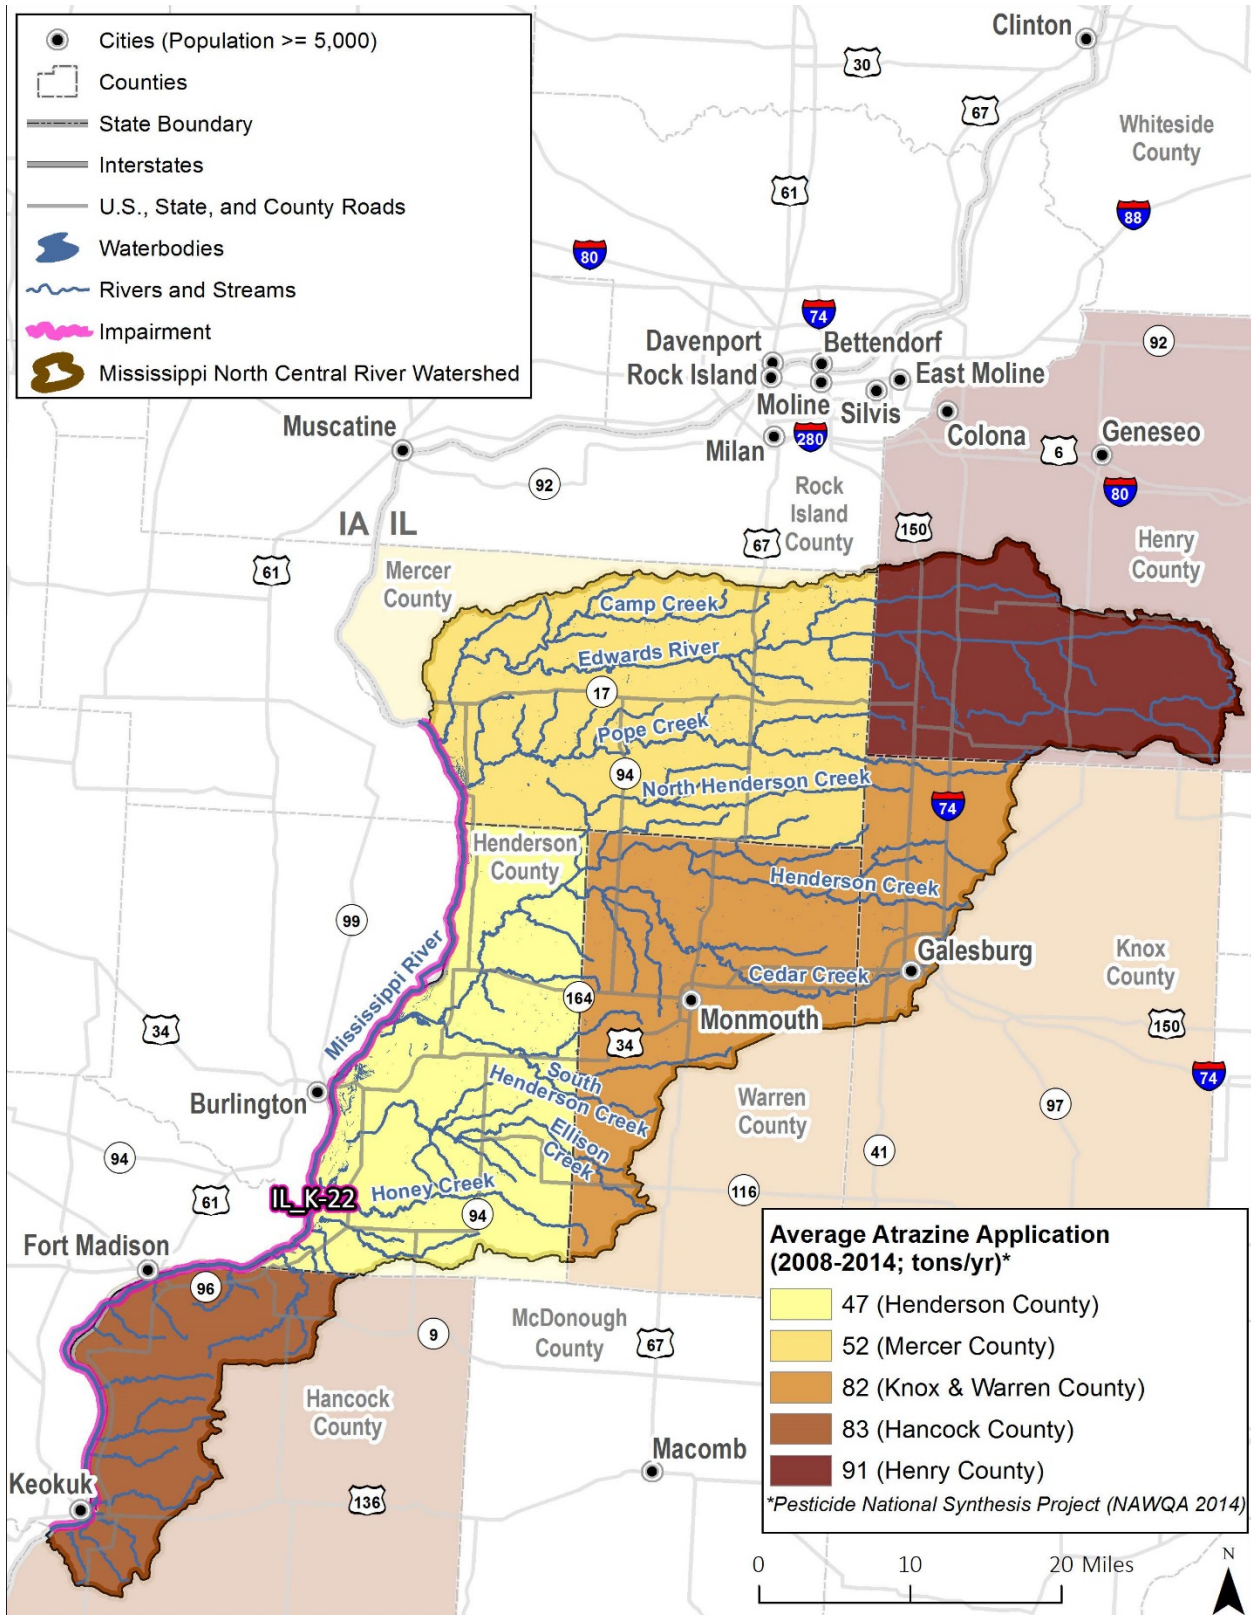 Cities (Population >= 5,000)
Counties
State Boundary
Interstates
U.S., State, and County Roads
Waterbodies
Rivers and Streams
Impairment
Mississippi North Central River Watershed
Clinton
30
67
Whiteside
County
61
88
80
74
92
Davenport
Bettendorf
Rock Island
East Moline
Moline
Silvis
Muscatine
Milan
280
Colona
Geneseo
6
92
80
Rock
Island
County
IA
IL
150
67
Henry
County
61
Mercer
County
Camp Creek
Edwards River
17
Pope Creek
94
North Henderson Creek
74
Henderson
County
Henderson Creek
99
Mississippi River
Galesburg
Knox
County
Cedar Creek
164
Monmouth
150
34
34
74
South
Henderson Creek
Burlington
Warren
County
97
Ellison
Creek
94
41
Honey Creek
116
IL_K-22
61
94
Fort Madison
96
McDonough
County
9
67
Hancock
County
Macomb
Keokuk
136
Average Atrazine Application
(2008-2014; tons/yr)*
47 (Henderson County)
52 (Mercer County)
82 (Knox & Warren County)
83 (Hancock County)
91 (Henry County)
*Pesticide National Synthesis Project (NAWQA 2014)
0 10 20 Miles
N